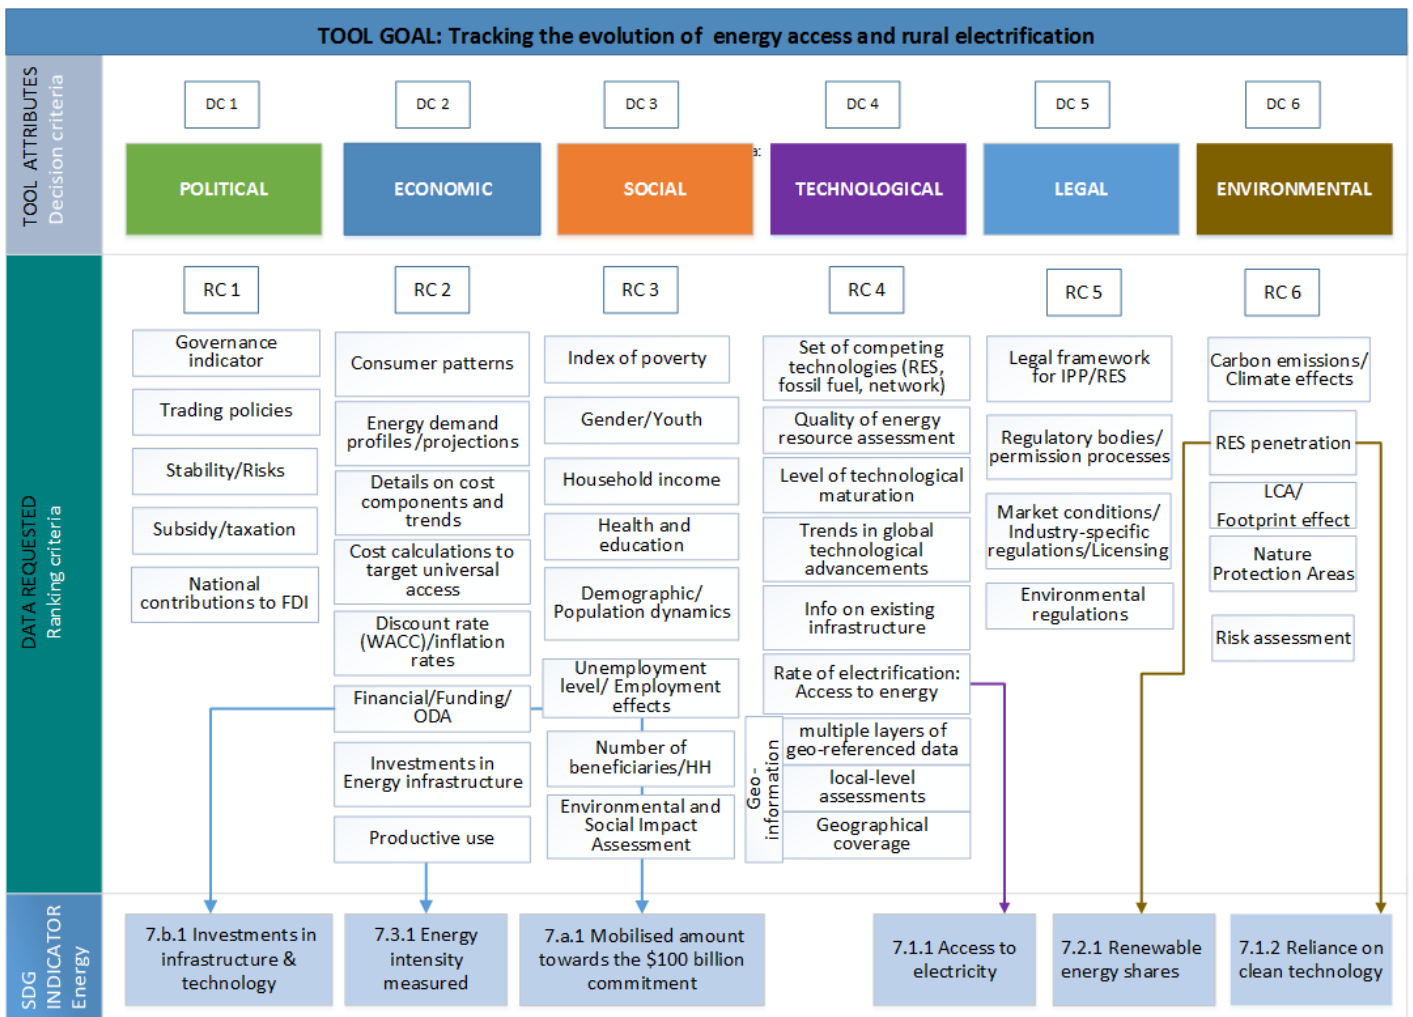 TOOL GOAL: Tracking the evolution of energy access and rural electrification
TOOL ATTRIBUTES
Decision criteria
DC 1
DC 2
DC 3
DC 4
DC 5
DC 6
a:
POLITICAL
ECONOMIC
SOCIAL
TECHNOLOGICAL
LEGAL
ENVIRONMENTAL
DATA REQUESTED
Ranking criteria
RC 1
Governance
indicator
Trading policies
Stability/Risks
Subsidy/taxation
National
contributions to FDI
RC 2
Consumer patterns
Energy demand
profiles /projections
Details on cost
components and
trends
Cost calculations to
target universal
access
Discount rate
(WACC)/inflation
rates
Financial/Funding/
ODA
Investments in
Energy infrastructure
Productive use
RC 3
Index of poverty
Gender/Youth
Household income
Health and
education
Demographic/
Population dynamics
Unemployment
level/ Employment
effects
Number of
beneficiaries/HH
Environmental and
Social Impact
Assessment
RC 4
Set of competing
technologies (RES,
fossil fuel, network)
Quality of energy
resource assessment
Level of technological
maturation
Trends in global
technological
advancements
Info on existing
infrastructure
Rate of electrification:
Access to energy
Geo-
information
multiple layers of
geo-referenced data
local-level
assessments
Geographical
coverage
RC 5
Legal framework
for IPP/RES
Regulatory bodies/
permission processes
Market conditions/
Industry-specific
regulations/Licensing
Environmental
regulations
RC 6
Carbon emissions/
Climate effects
RES penetration
LCA/
Footprint effect
Nature
Protection Areas
Risk assessment
SDG
INDICATOR
Energy
7.b.1 Investments in
infrastructure &
technology
7.3.1 Energy
intensity
measured
7.a.1 Mobilised amount
towards the $100 billion
commitment
7.1.1 Access to
electricity
7.2.1 Renewable
energy shares
7.1.2 Reliance on
clean technology